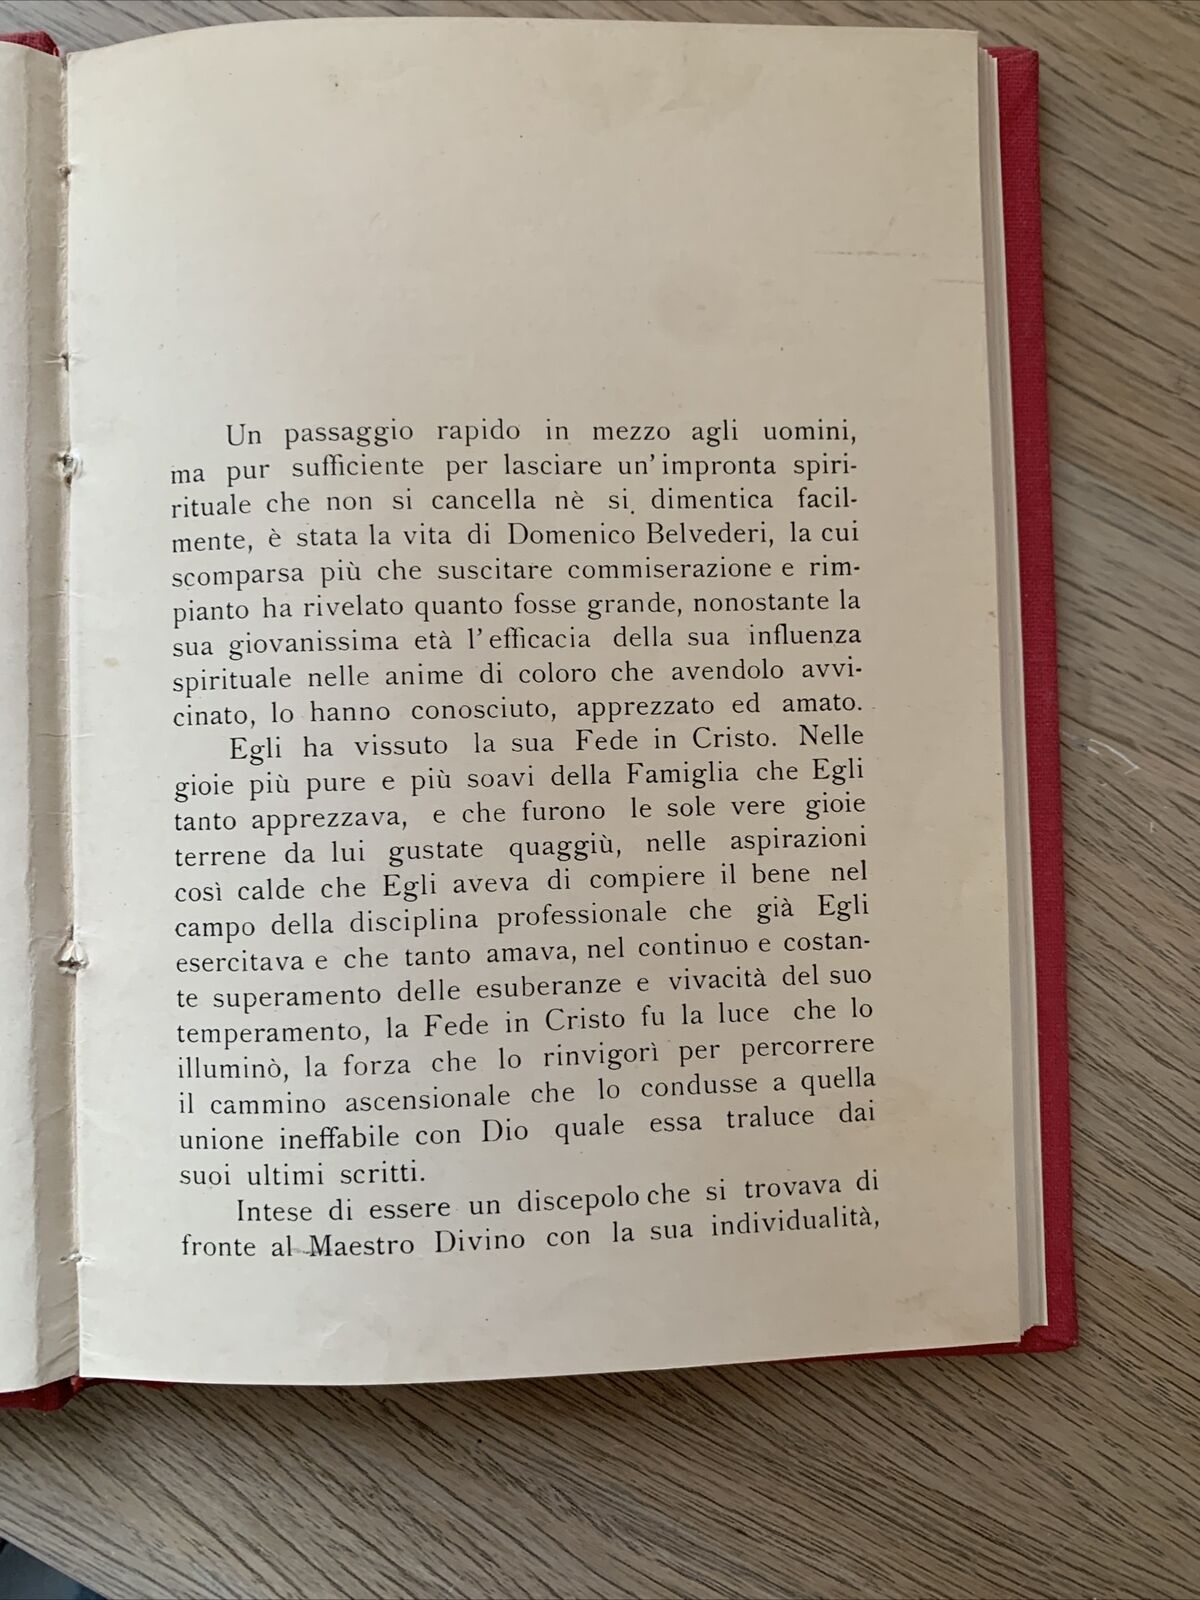 Un passaggio rapido in mezzo agli uomini,
ma pur sufficiente per lasciare un' impronta spiri-
rituale che non si cancella nè si dimentica facil-
mente, è stata la vita di Domenico Belvederi, la cui
scomparsa più che suscitare commiserazione e rim-
pianto ha rivelato quanto fosse grande, nonostante la
sua giovanissima età l' efficacia della sua influenza
spirituale nelle anime di coloro che avendolo avvi-
cinato, lo hanno conosciuto, apprezzato ed amato.
Egli ha vissuto la sua Fede in Cristo. Nelle
gioie più pure e più soavi della Famiglia che Egli
tanto apprezzava, e che furono le sole vere gioie
terrene da lui gustate quaggiù, nelle aspirazioni
così calde che Egli aveva di compiere il bene nel
campo della disciplina professionale che già Egli
esercitava e che tanto amava, nel continuo e costan-
te superamento delle esuberanze e vivacità del suo
temperamento, la Fede in Cristo fu la luce che lo
illuminò, la forza che lo rinvigorì per percorrere
il cammino ascensionale che lo condusse a quella
unione ineffabile con Dio quale essa traluce dai
suoi ultimi scritti.
Intese di essere un discepolo che si trovava di
fronte al Maestro Divino con la sua individualità,